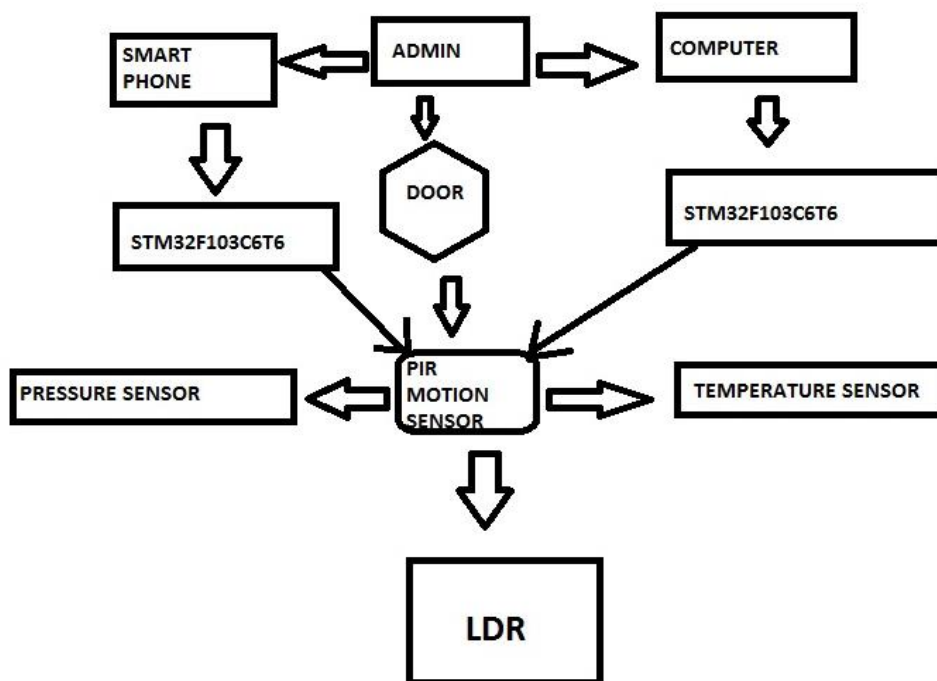 SMART
PHONE
ADMIN
COMPUTER
DOOR
STM32F103C6T6
STM32F103C6T6
PIR
MOTION
SENSOR
PRESSURE SENSOR
TEMPERATURE SENSOR
LDR